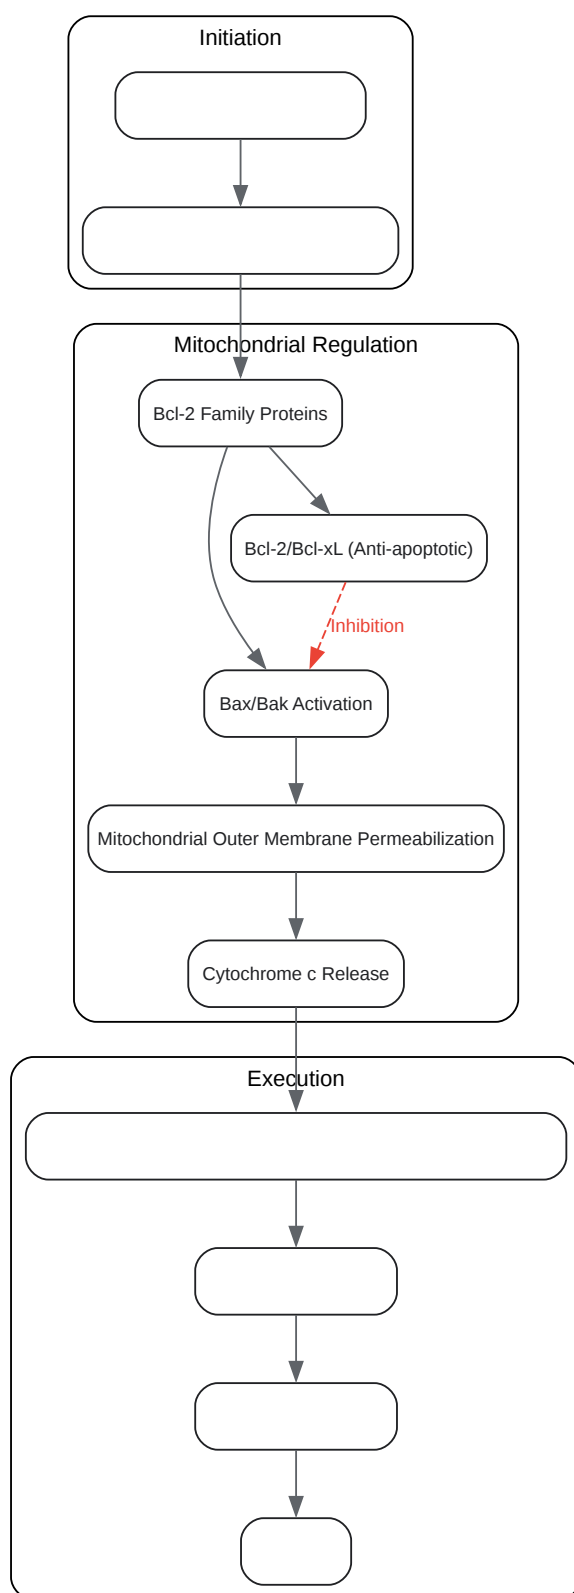 Initiation
Mitochondrial Regulation
Bcl-2 Family Proteins
Bcl-2/Bcl-xL (Anti-apoptotic)
Inhibition
Bax/Bak Activation
Mitochondrial Outer Membrane Permeabilization
Cytochrome c Release
Execution